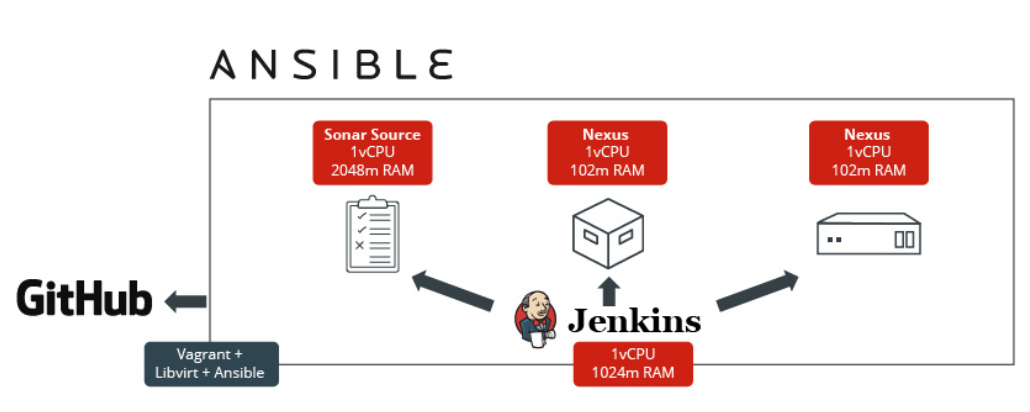 ANSIBLE
Sonar Source
1vCPU
2048m RAM
Nexus
1vCPU
102m RAM
Nexus
1vCPU
102m RAM
GitHub
Jenkins
Vagrant +
Libvirt + Ansible
1vCPU
1024m RAM